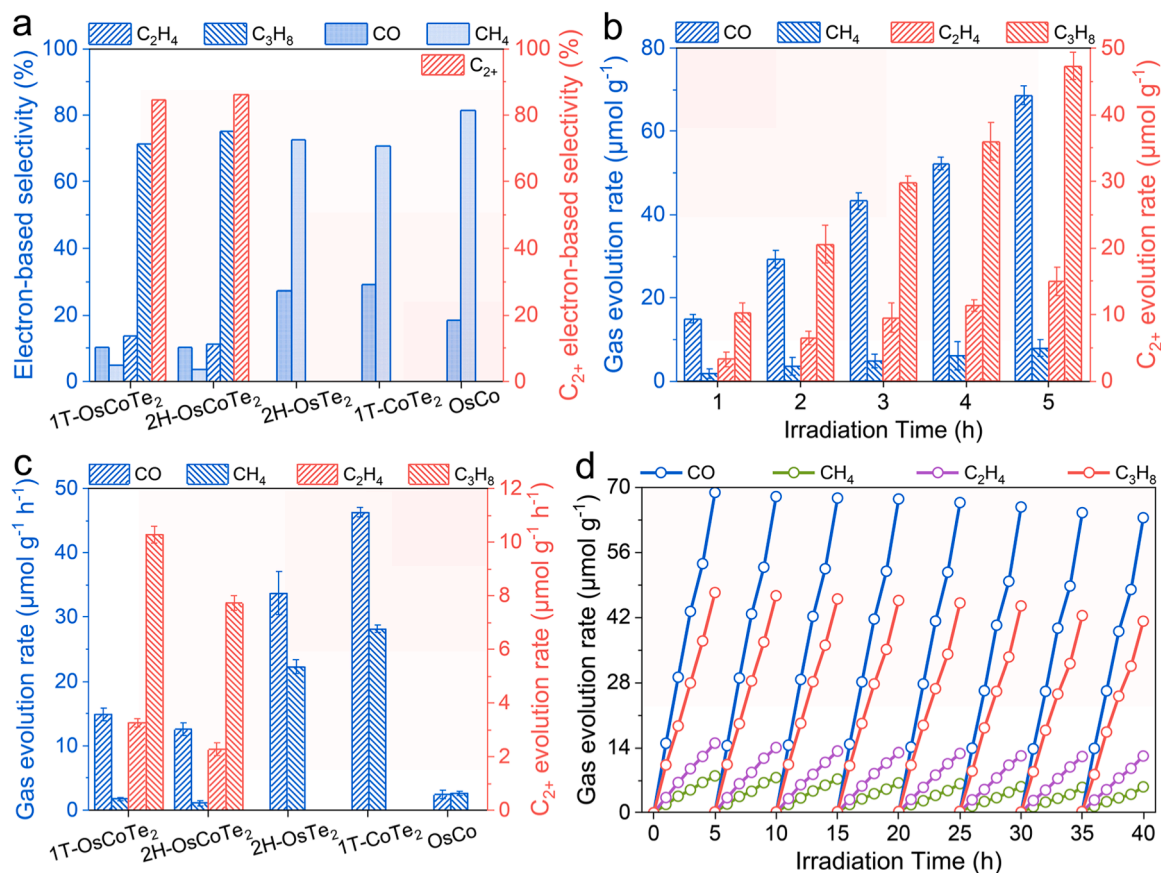 a
C₂H₄ C₃H₈ CO CH₄
C₂₊
Electron-based selectivity (%)
100
80
60
40
20
0
100
80
60
40
20
0
C₂₊ electron-based selectivity (%)
1T-OsCoTe₂ 2H-OsCoTe₂ 2H-OsTe₂ 1T-CoTe₂ OsCo
b
CO CH₄ C₂H₄ C₃H₈
Gas evolution rate (μmol g⁻¹)
80
60
40
20
0
50
40
30
20
10
0
C₂₊ evolution rate (μmol g⁻¹)
1 2 3 4 5
Irradiation Time (h)
c
CO CH₄ C₂H₄ C₃H₈
Gas evolution rate (μmol g⁻¹ h⁻¹)
50
40
30
20
10
0
12
10
8
6
4
2
0
C₂₊ evolution rate (μmol g⁻¹ h⁻¹)
1T-OsCoTe₂ 2H-OsCoTe₂ 2H-OsTe₂ 1T-CoTe₂ OsCo
d
CO CH₄ C₂H₄ C₃H₈
Gas evolution rate (μmol g⁻¹)
70
56
42
28
14
0
0 5 10 15 20 25 30 35 40
Irradiation Time (h)